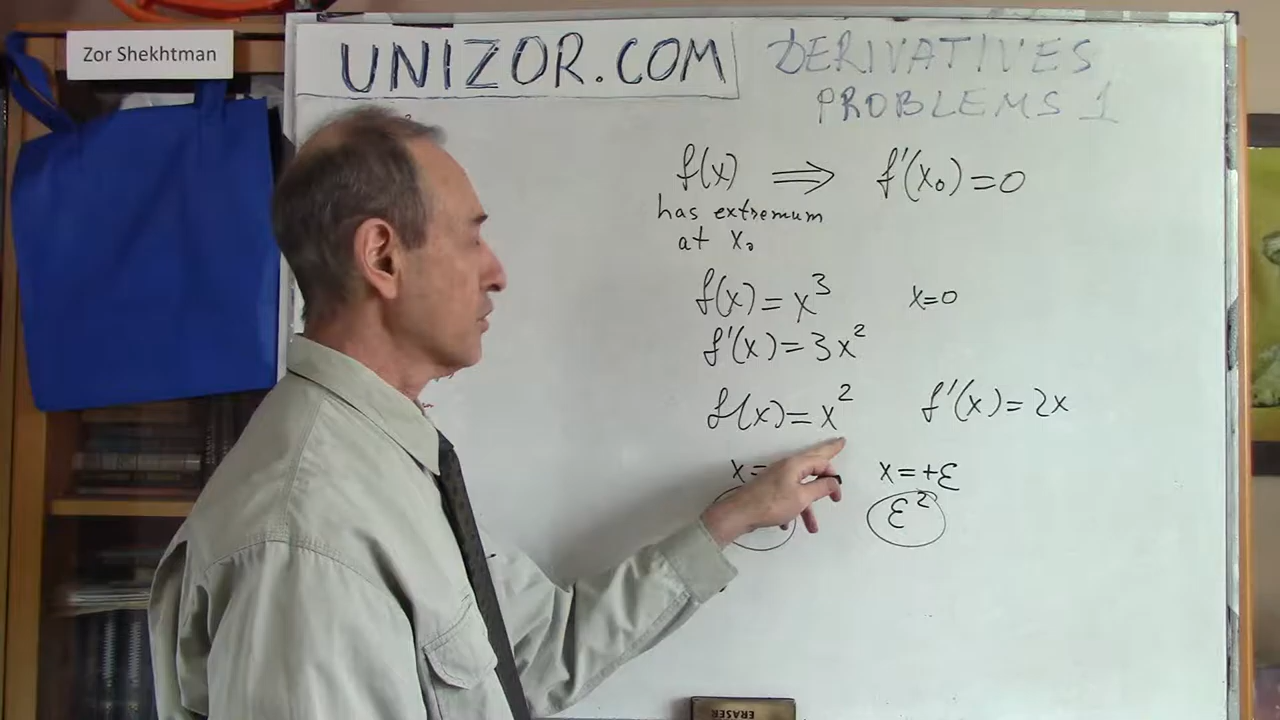 Zor Shekhtman
UNIZOR.COM
DERIVATIVES
PROBLEMS 1
f(x) ⟹ f'(x₀)=0
has extremum
at x₀
f(x)=x³ x=0
f'(x)=3x²
f(x)=x² f'(x)=2x
x= x=+ε
ε²
ERASER